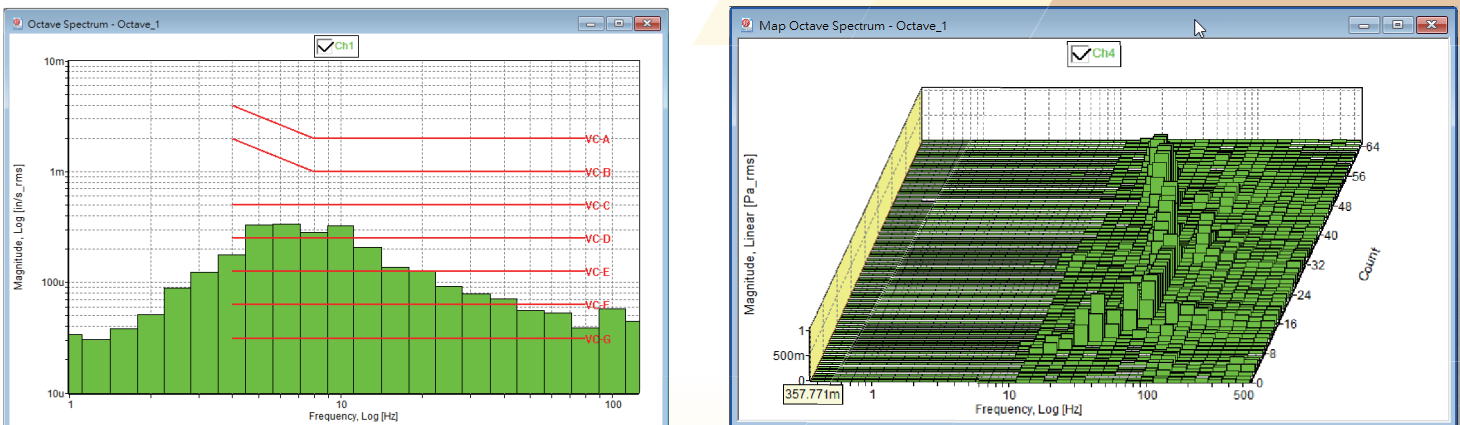 Octave Spectrum - Octave_1
Ch1
Magnitude, Log [in/s_rms]
10m
1m
100u
10u
VC-A
VC-B
VC-C
VC-D
VC-E
VC-F
VC-G
1
10
100
Frequency, Log [Hz]
Map Octave Spectrum - Octave_1
Ch4
Magnitude, Linear [Pa_rms]
1
500m
0
357.771m
1
10
100
500
Frequency, Log [Hz]
64
56
48
40
32
24
16
8
0
Count